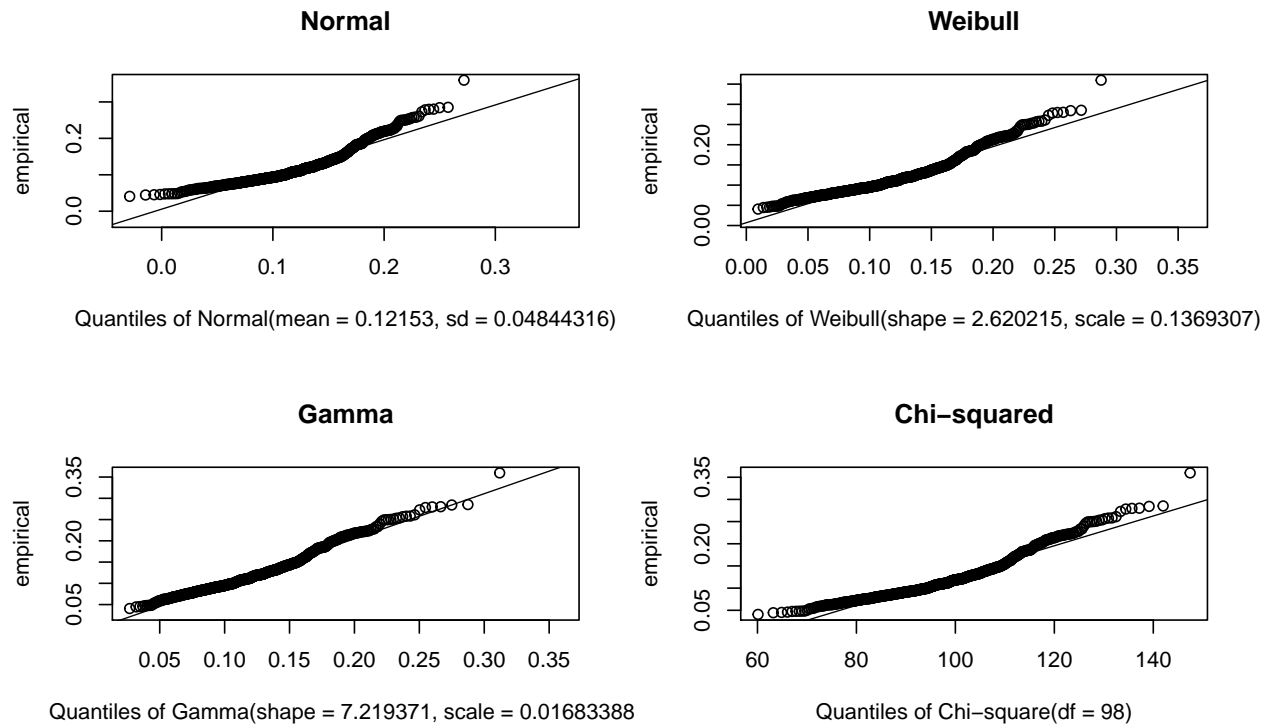 Normal
empirical
0.0
0.2
0.0
0.1
0.2
0.3
Quantiles of Normal(mean = 0.12153, sd = 0.04844316)
Weibull
empirical
0.00
0.20
0.00
0.05
0.10
0.15
0.20
0.25
0.30
0.35
Quantiles of Weibull(shape = 2.620215, scale = 0.1369307)
Gamma
empirical
0.05
0.20
0.35
0.05
0.10
0.15
0.20
0.25
0.30
0.35
Quantiles of Gamma(shape = 7.219371, scale = 0.01683388
Chi−squared
empirical
0.05
0.20
0.35
60
80
100
120
140
Quantiles of Chi−square(df = 98)